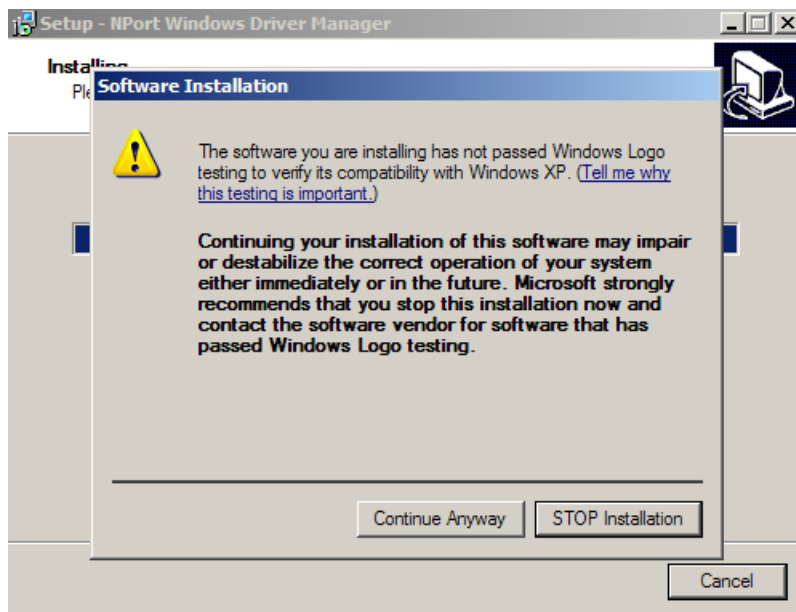 Setup - NPort Windows Driver Manager
Installing
Ple
Software Installation
The software you are installing has not passed Windows Logo
testing to verify its compatibility with Windows XP. (Tell me why
this testing is important.)
Continuing your installation of this software may impair
or destabilize the correct operation of your system
either immediately or in the future. Microsoft strongly
recommends that you stop this installation now and
contact the software vendor for software that has
passed Windows Logo testing.
Continue Anyway
STOP Installation
Cancel